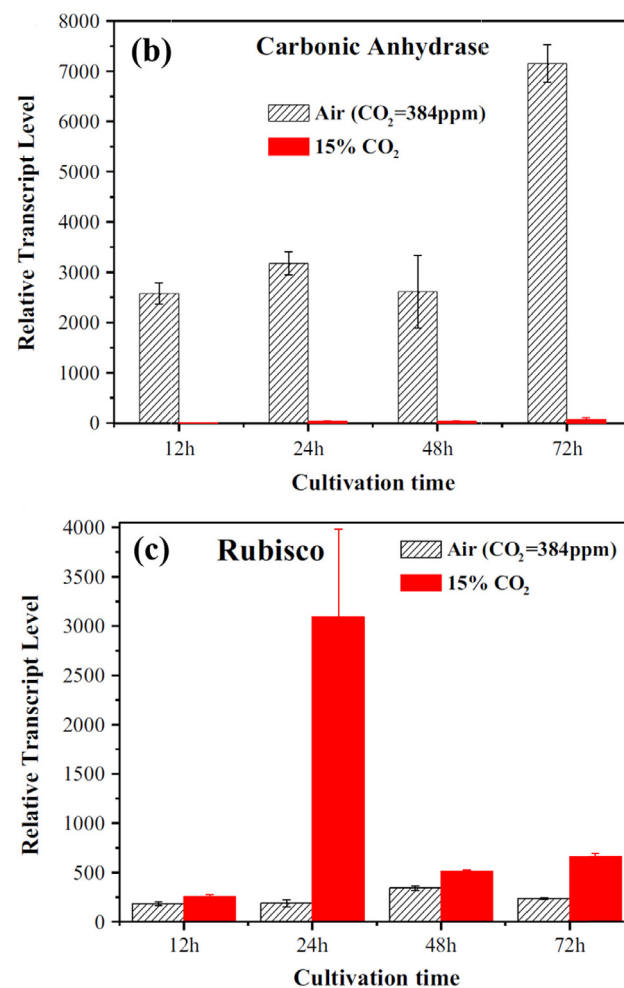 (b) Carbonic Anhydrase
Air (CO₂=384ppm)
15% CO₂
Relative Transcript Level
8000
7000
6000
5000
4000
3000
2000
1000
0
12h 24h 48h 72h
Cultivation time
(c) Rubisco
Air (CO₂=384ppm)
15% CO₂
Relative Transcript Level
4000
3500
3000
2500
2000
1500
1000
500
0
12h 24h 48h 72h
Cultivation time